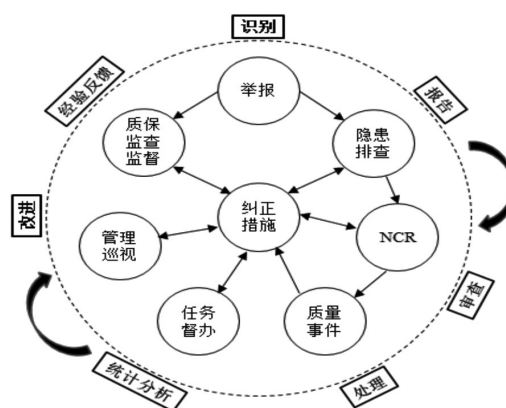 识别
举报
经验反馈
报告
质保
监查
监督
隐患
排查
改进
纠正
措施
管理
巡视
NCR
审查
任务
督办
质量
事件
统计分析
处理